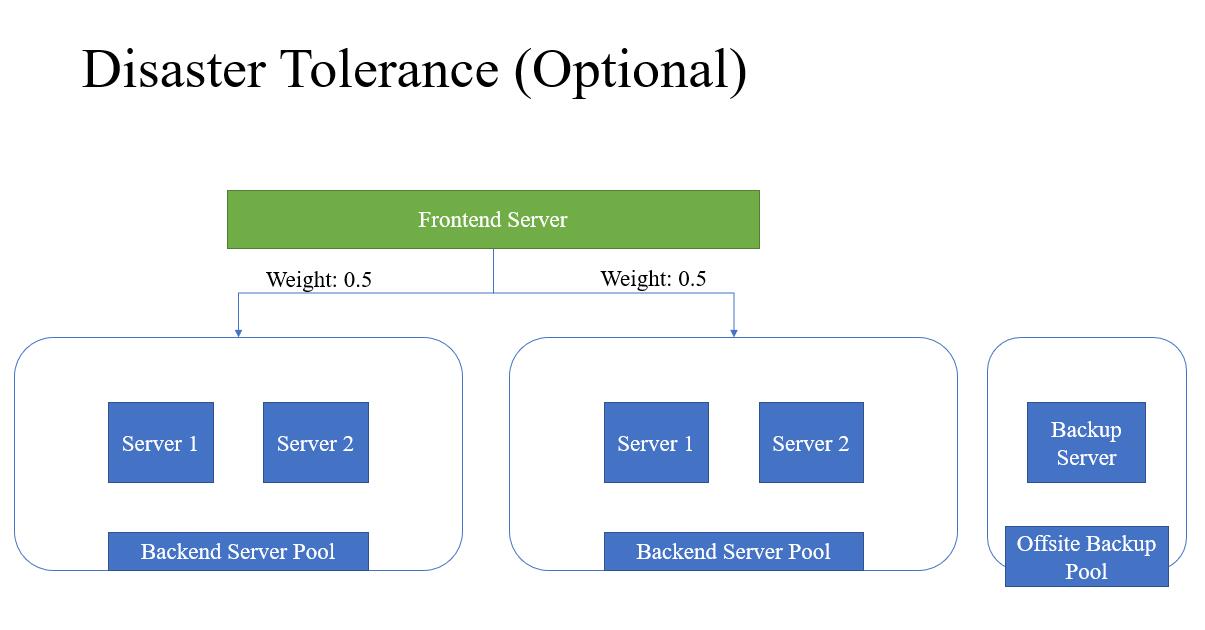 Disaster Tolerance (Optional)
Frontend Server
Weight: 0.5
Weight: 0.5
Server 1
Server 2
Backend Server Pool
Server 1
Server 2
Backend Server Pool
Backup
Server
Offsite Backup
Pool